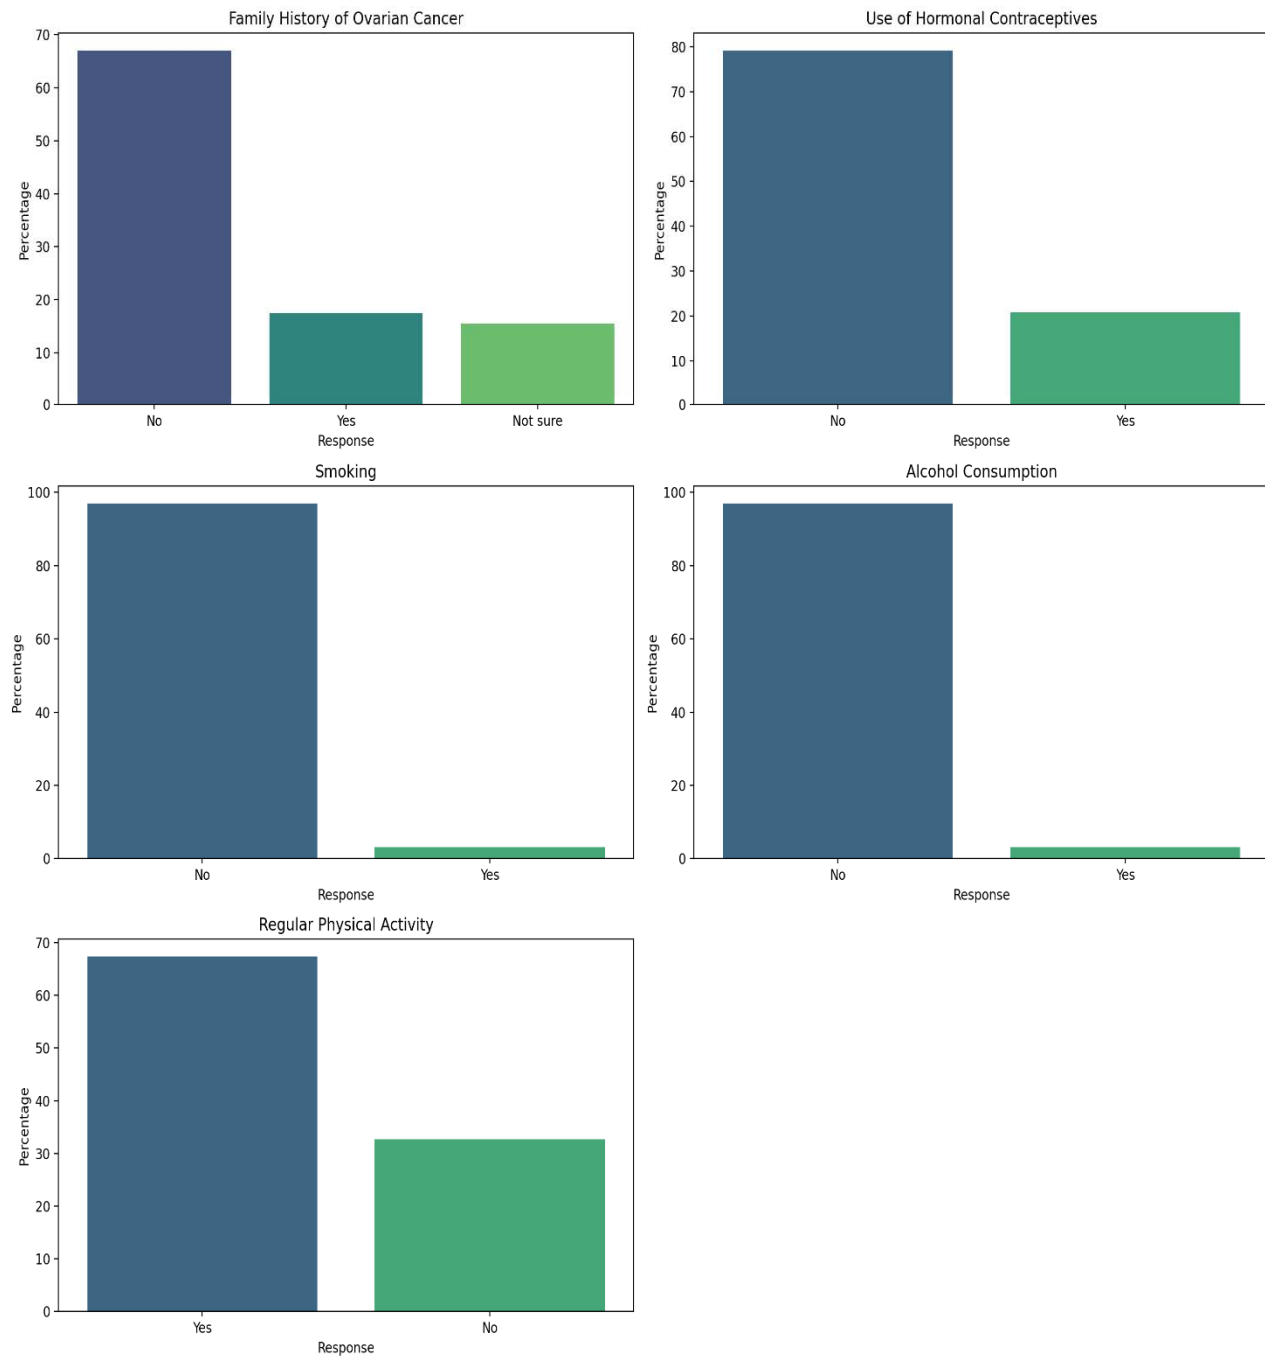 Family History of Ovarian Cancer
Percentage
70
60
50
40
30
20
10
0
No Yes Not sure
Response
Use of Hormonal Contraceptives
Percentage
80
70
60
50
40
30
20
10
0
No Yes
Response
Smoking
Percentage
100
80
60
40
20
0
No Yes
Response
Alcohol Consumption
Percentage
100
80
60
40
20
0
No Yes
Response
Regular Physical Activity
Percentage
70
60
50
40
30
20
10
0
Yes No
Response